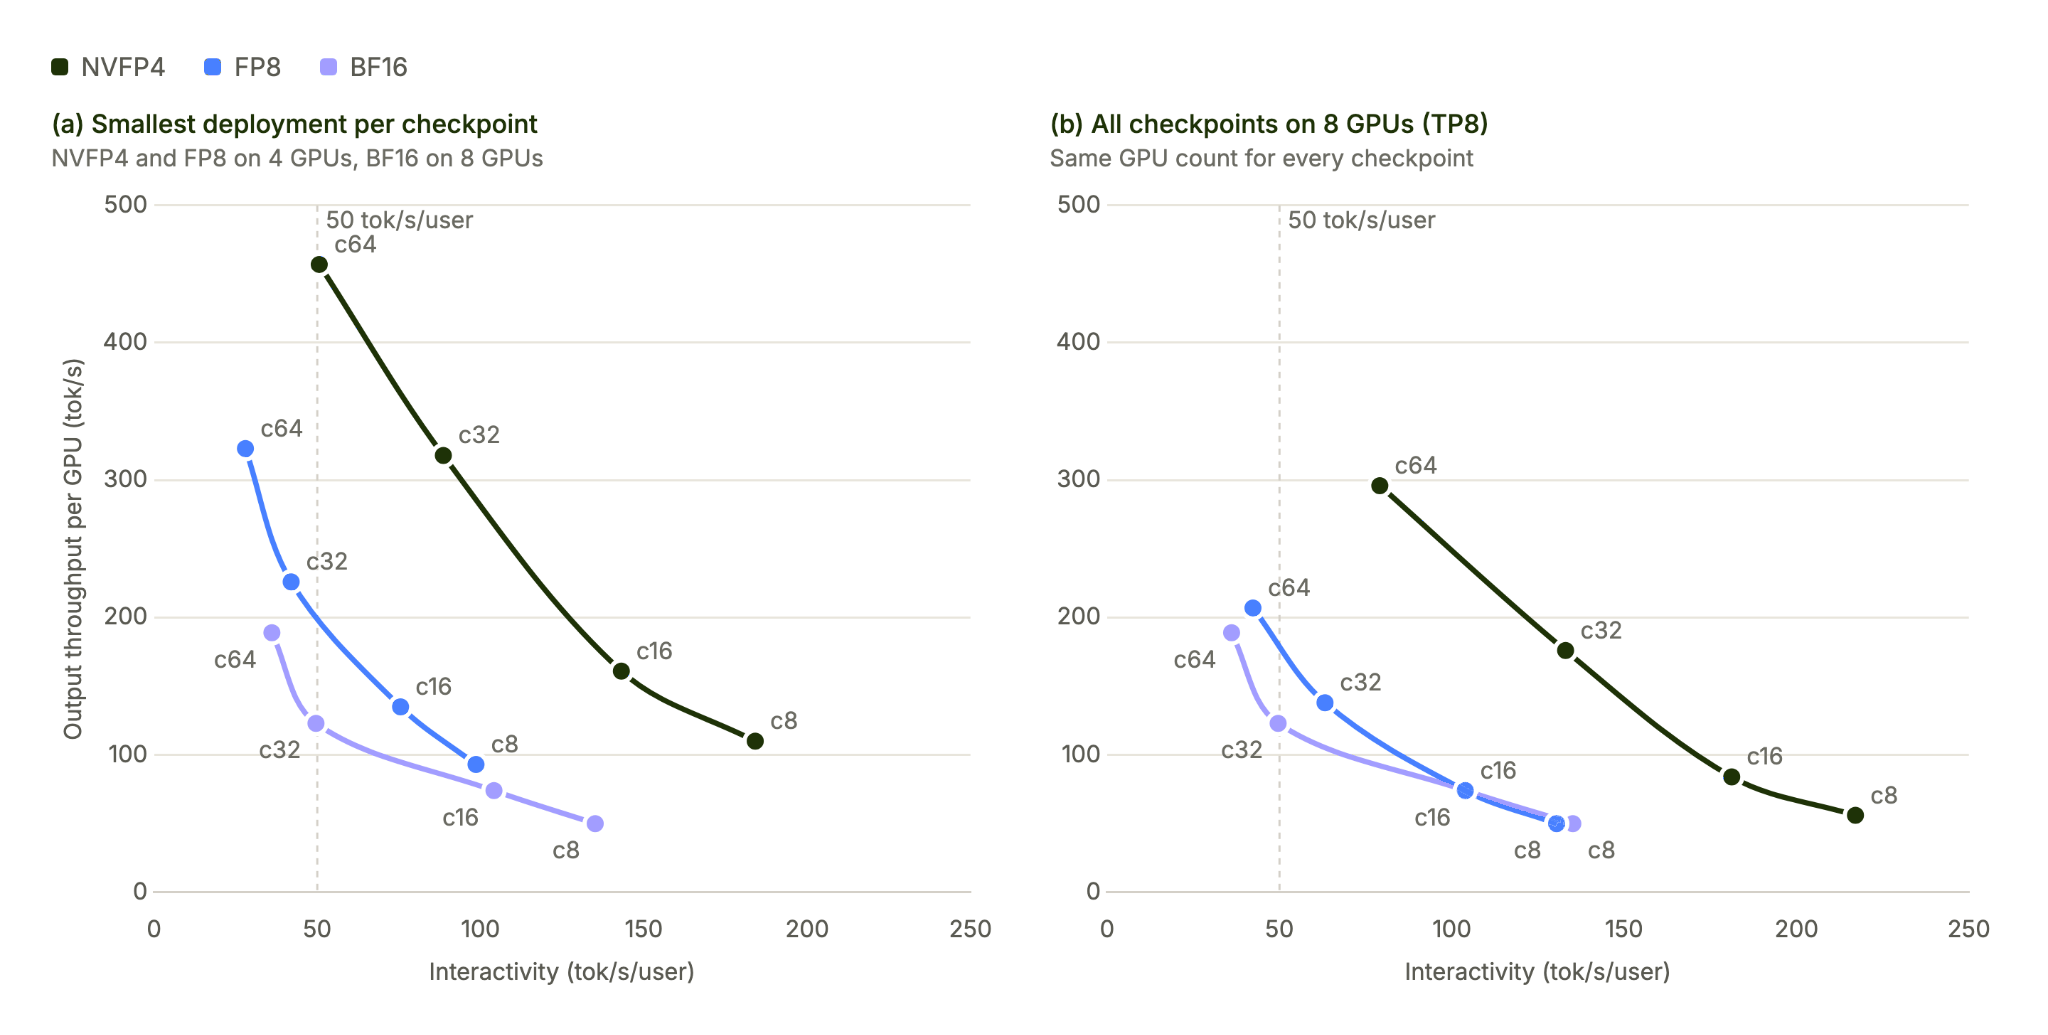 NVFP4 FP8 BF16
(a) Smallest deployment per checkpoint
NVFP4 and FP8 on 4 GPUs, BF16 on 8 GPUs
500
50 tok/s/user
c64
400
c32
c64
300
c32
200
c64
c16
c16
c8
c32
100
c8
c16
c8
0
0 50 100 150 200 250
Output throughput per GPU (tok/s)
Interactivity (tok/s/user)
(b) All checkpoints on 8 GPUs (TP8)
Same GPU count for every checkpoint
500
50 tok/s/user
400
c64
300
c64
200
c32
c64
c32
c32
100
c16
c16
c8
c16
c8 c8
0
0 50 100 150 200 250
Interactivity (tok/s/user)